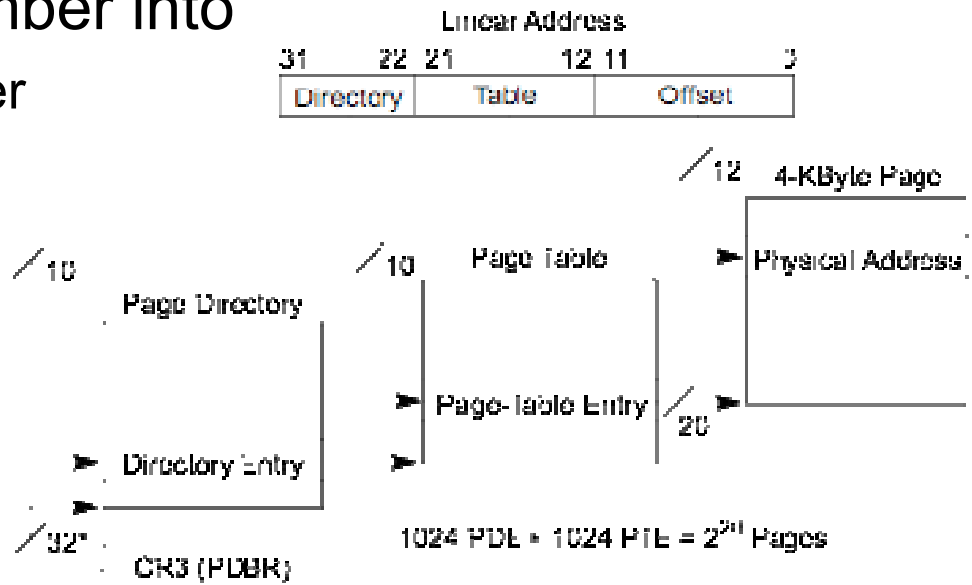 mber into
er
Linear Address
31 22 21 12 11
Directory Table Offset
12 4-KByte Page
10 10 Page Table Physical Address
Page Directory
Page-Table Entry
20
Directory Entry
32*
1024 PDE * 1024 PTE = 2^20 Pages
CR3 (PDBR)